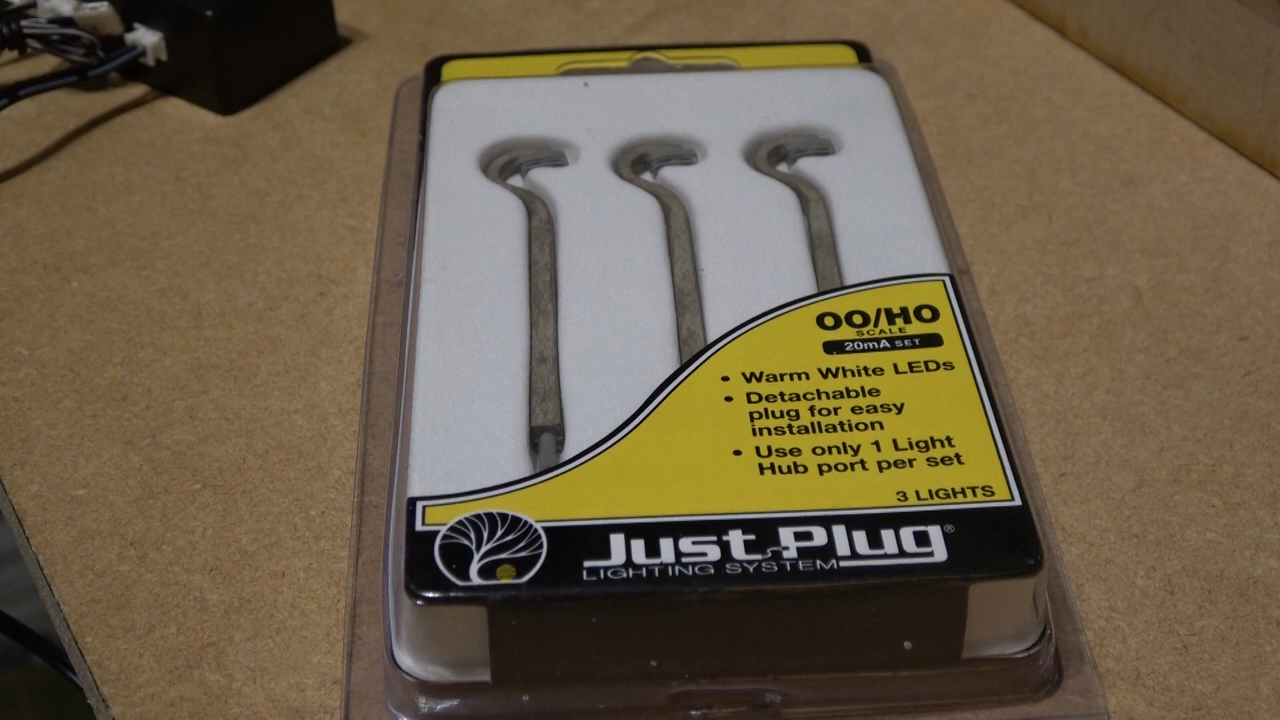 OO/HO
SCALE
20mA SET
• Warm White LEDs
• Detachable
plug for easy
installation
• Use only 1 Light
Hub port per set
3 LIGHTS
Just Plug®
LIGHTING SYSTEM